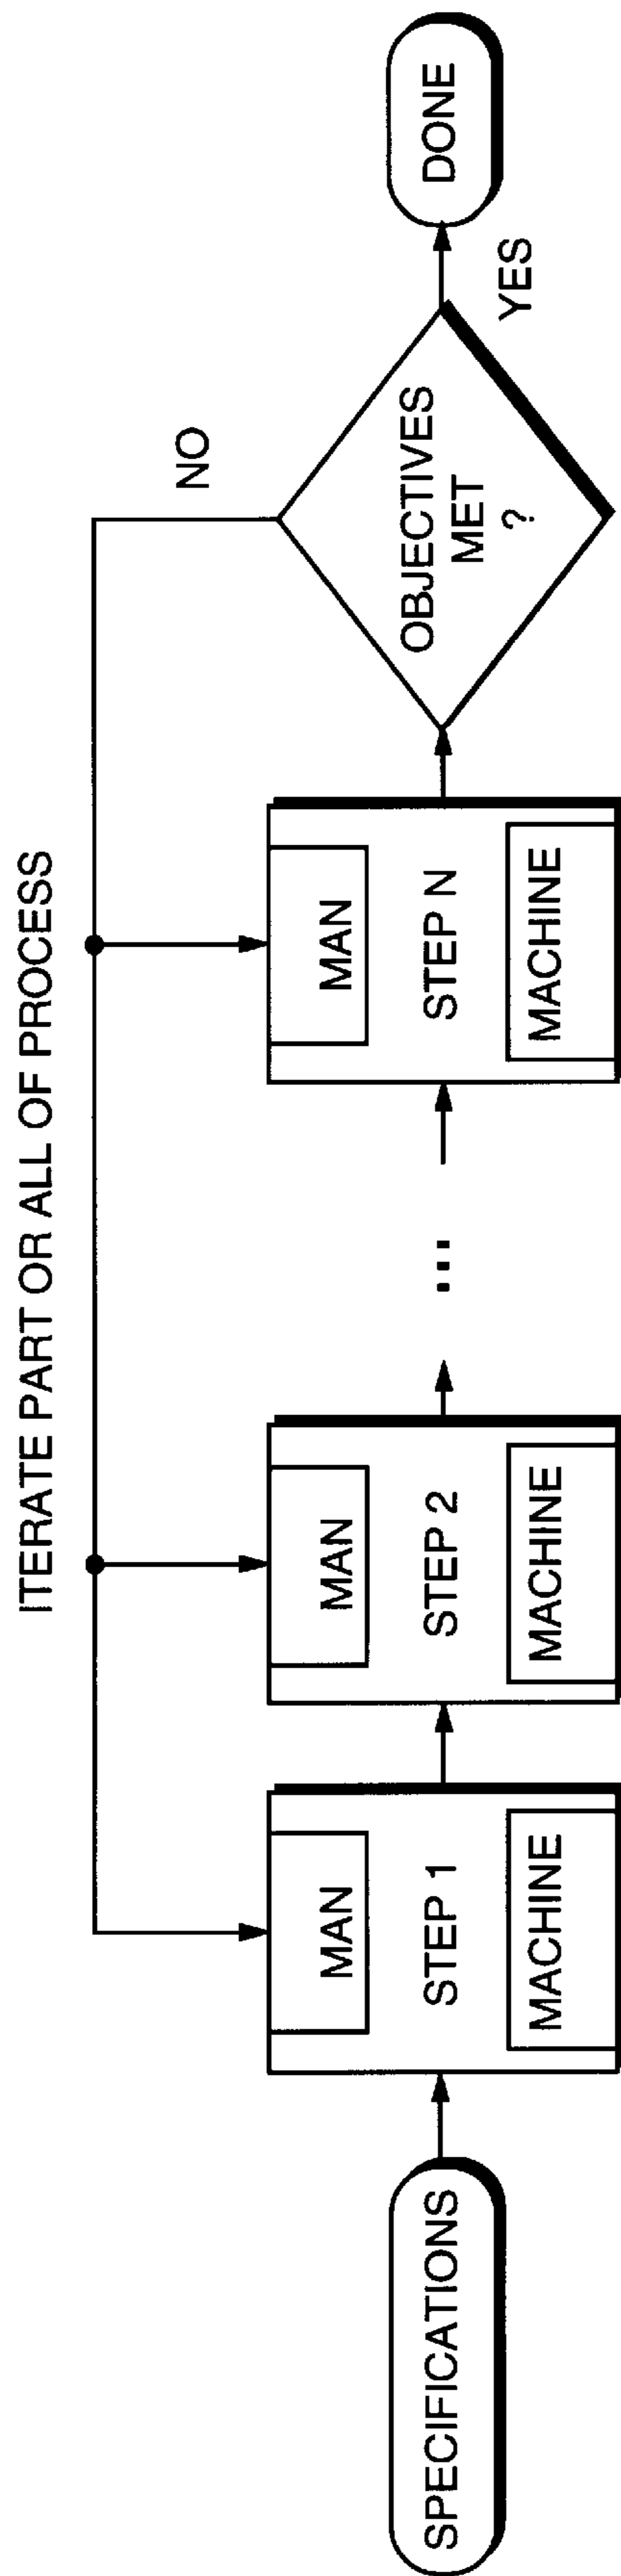 ITERATE PART OR ALL OF PROCESS
NO
SPECIFICATIONS
MAN
STEP 1
MACHINE
MAN
STEP 2
MACHINE
...
MAN
STEP N
MACHINE
OBJECTIVES
MET
?
YES
DONE